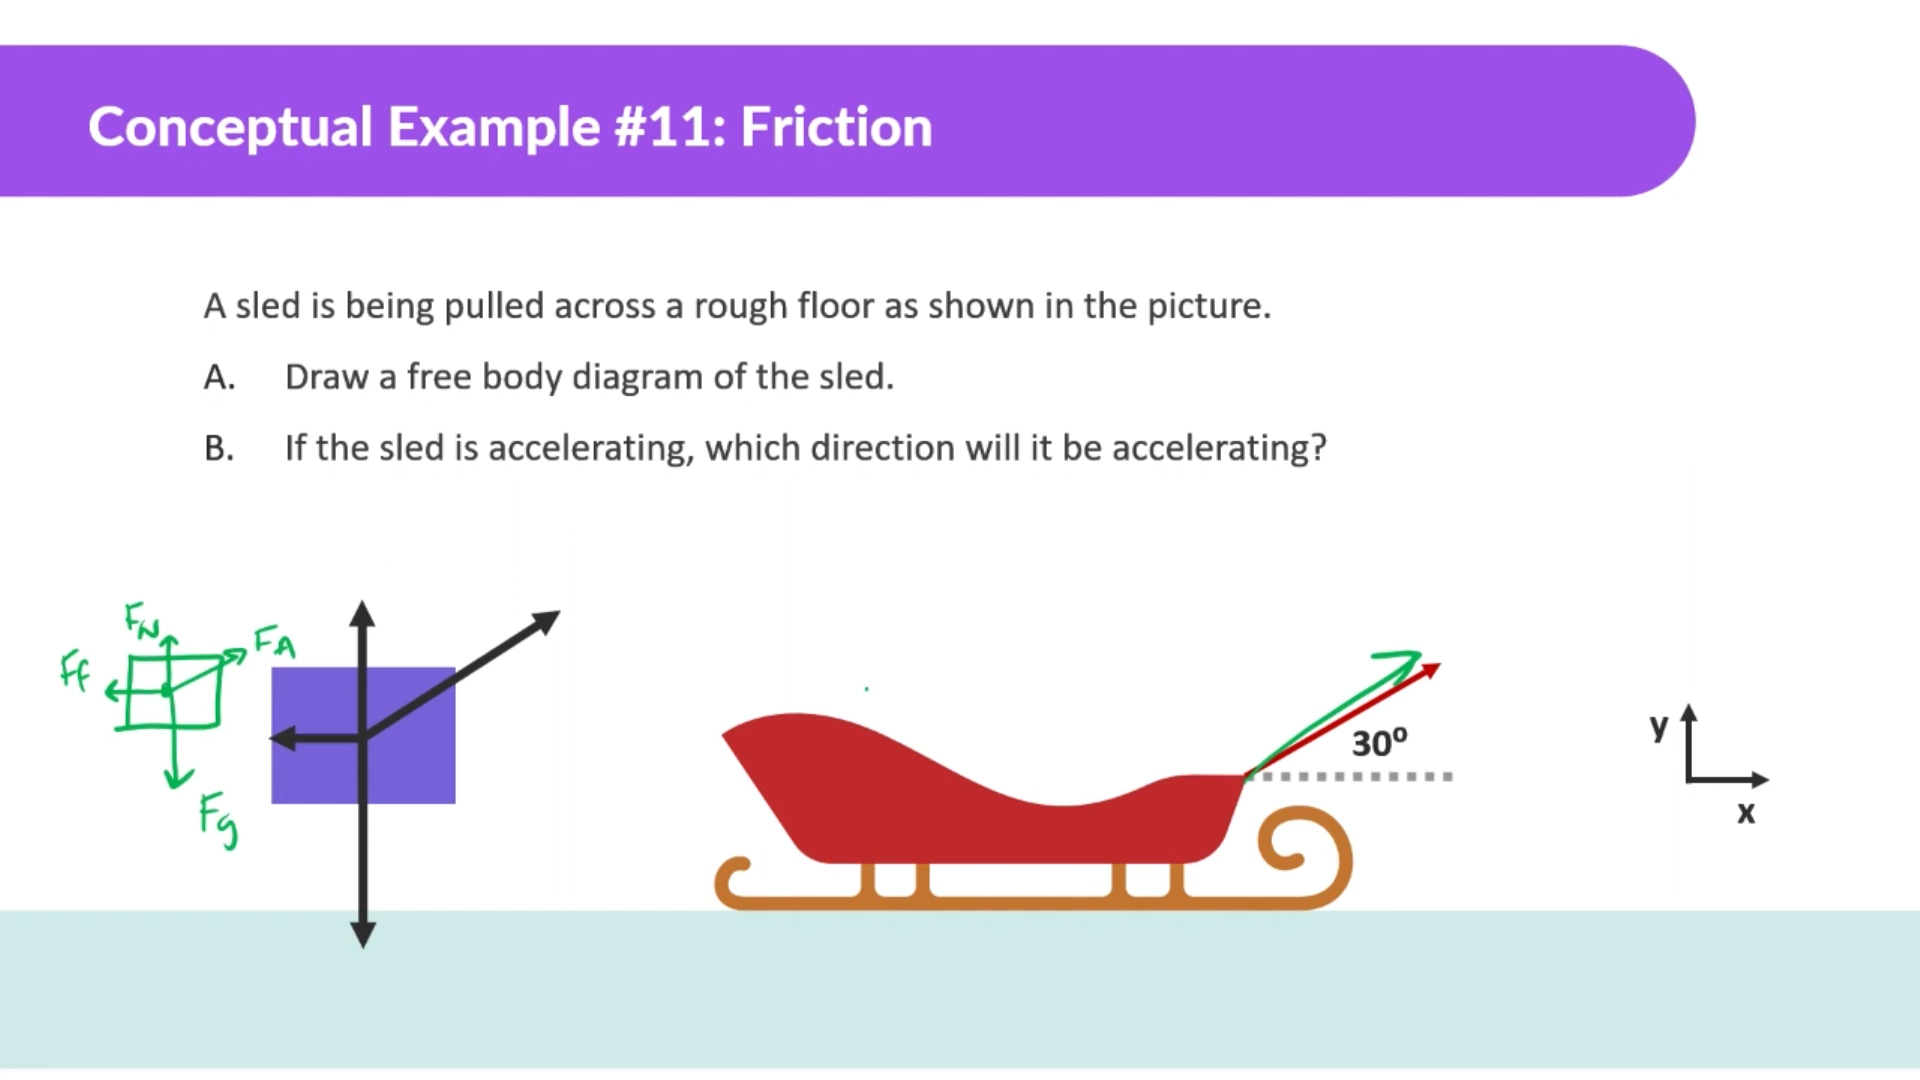 Conceptual Example #11: Friction
A sled is being pulled across a rough floor as shown in the picture.
A. Draw a free body diagram of the sled.
B. If the sled is accelerating, which direction will it be accelerating?
FN
FA
Ff
Fg
30º
y
x